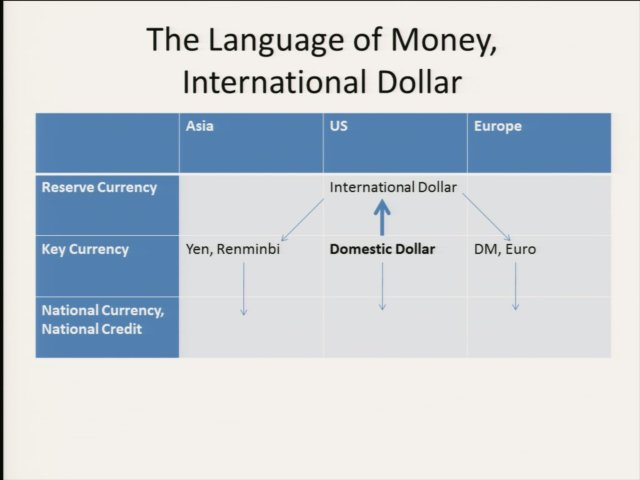 The Language of Money,
International Dollar
Asia US Europe
Reserve Currency International Dollar
Key Currency Yen, Renminbi Domestic Dollar DM, Euro
National Currency,
National Credit